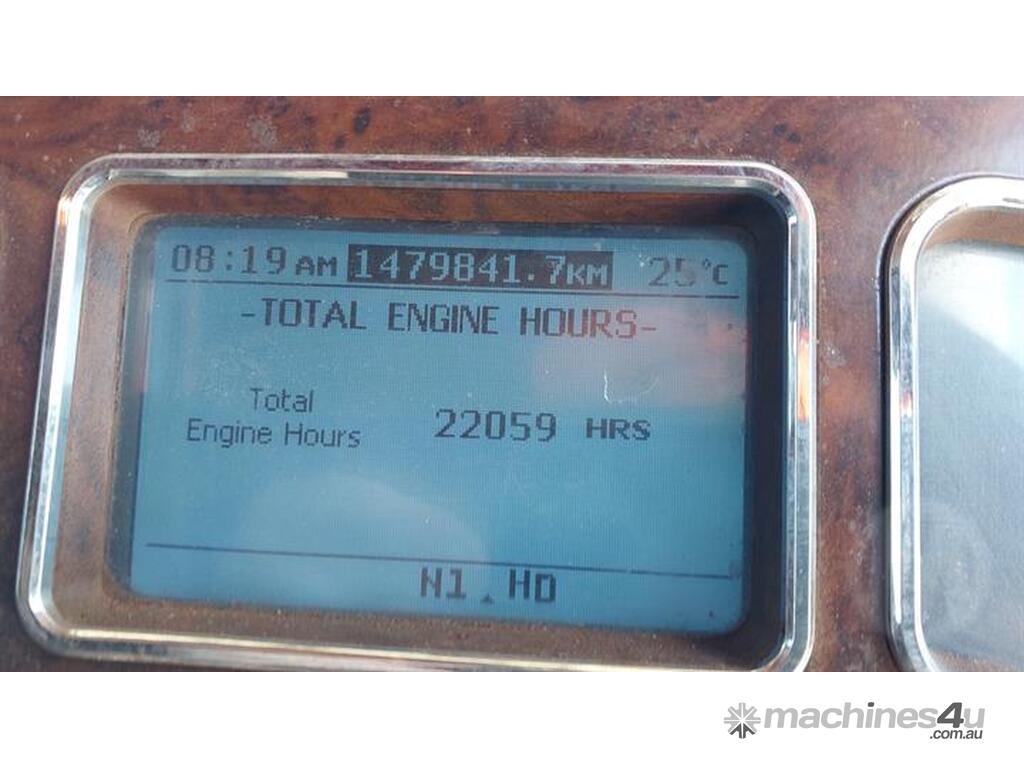 08:19 AM 1479841.7KM 25°C
-TOTAL ENGINE HOURS-
Total
Engine Hours 22059 HRS
N1 HD
machines4u
.com.au